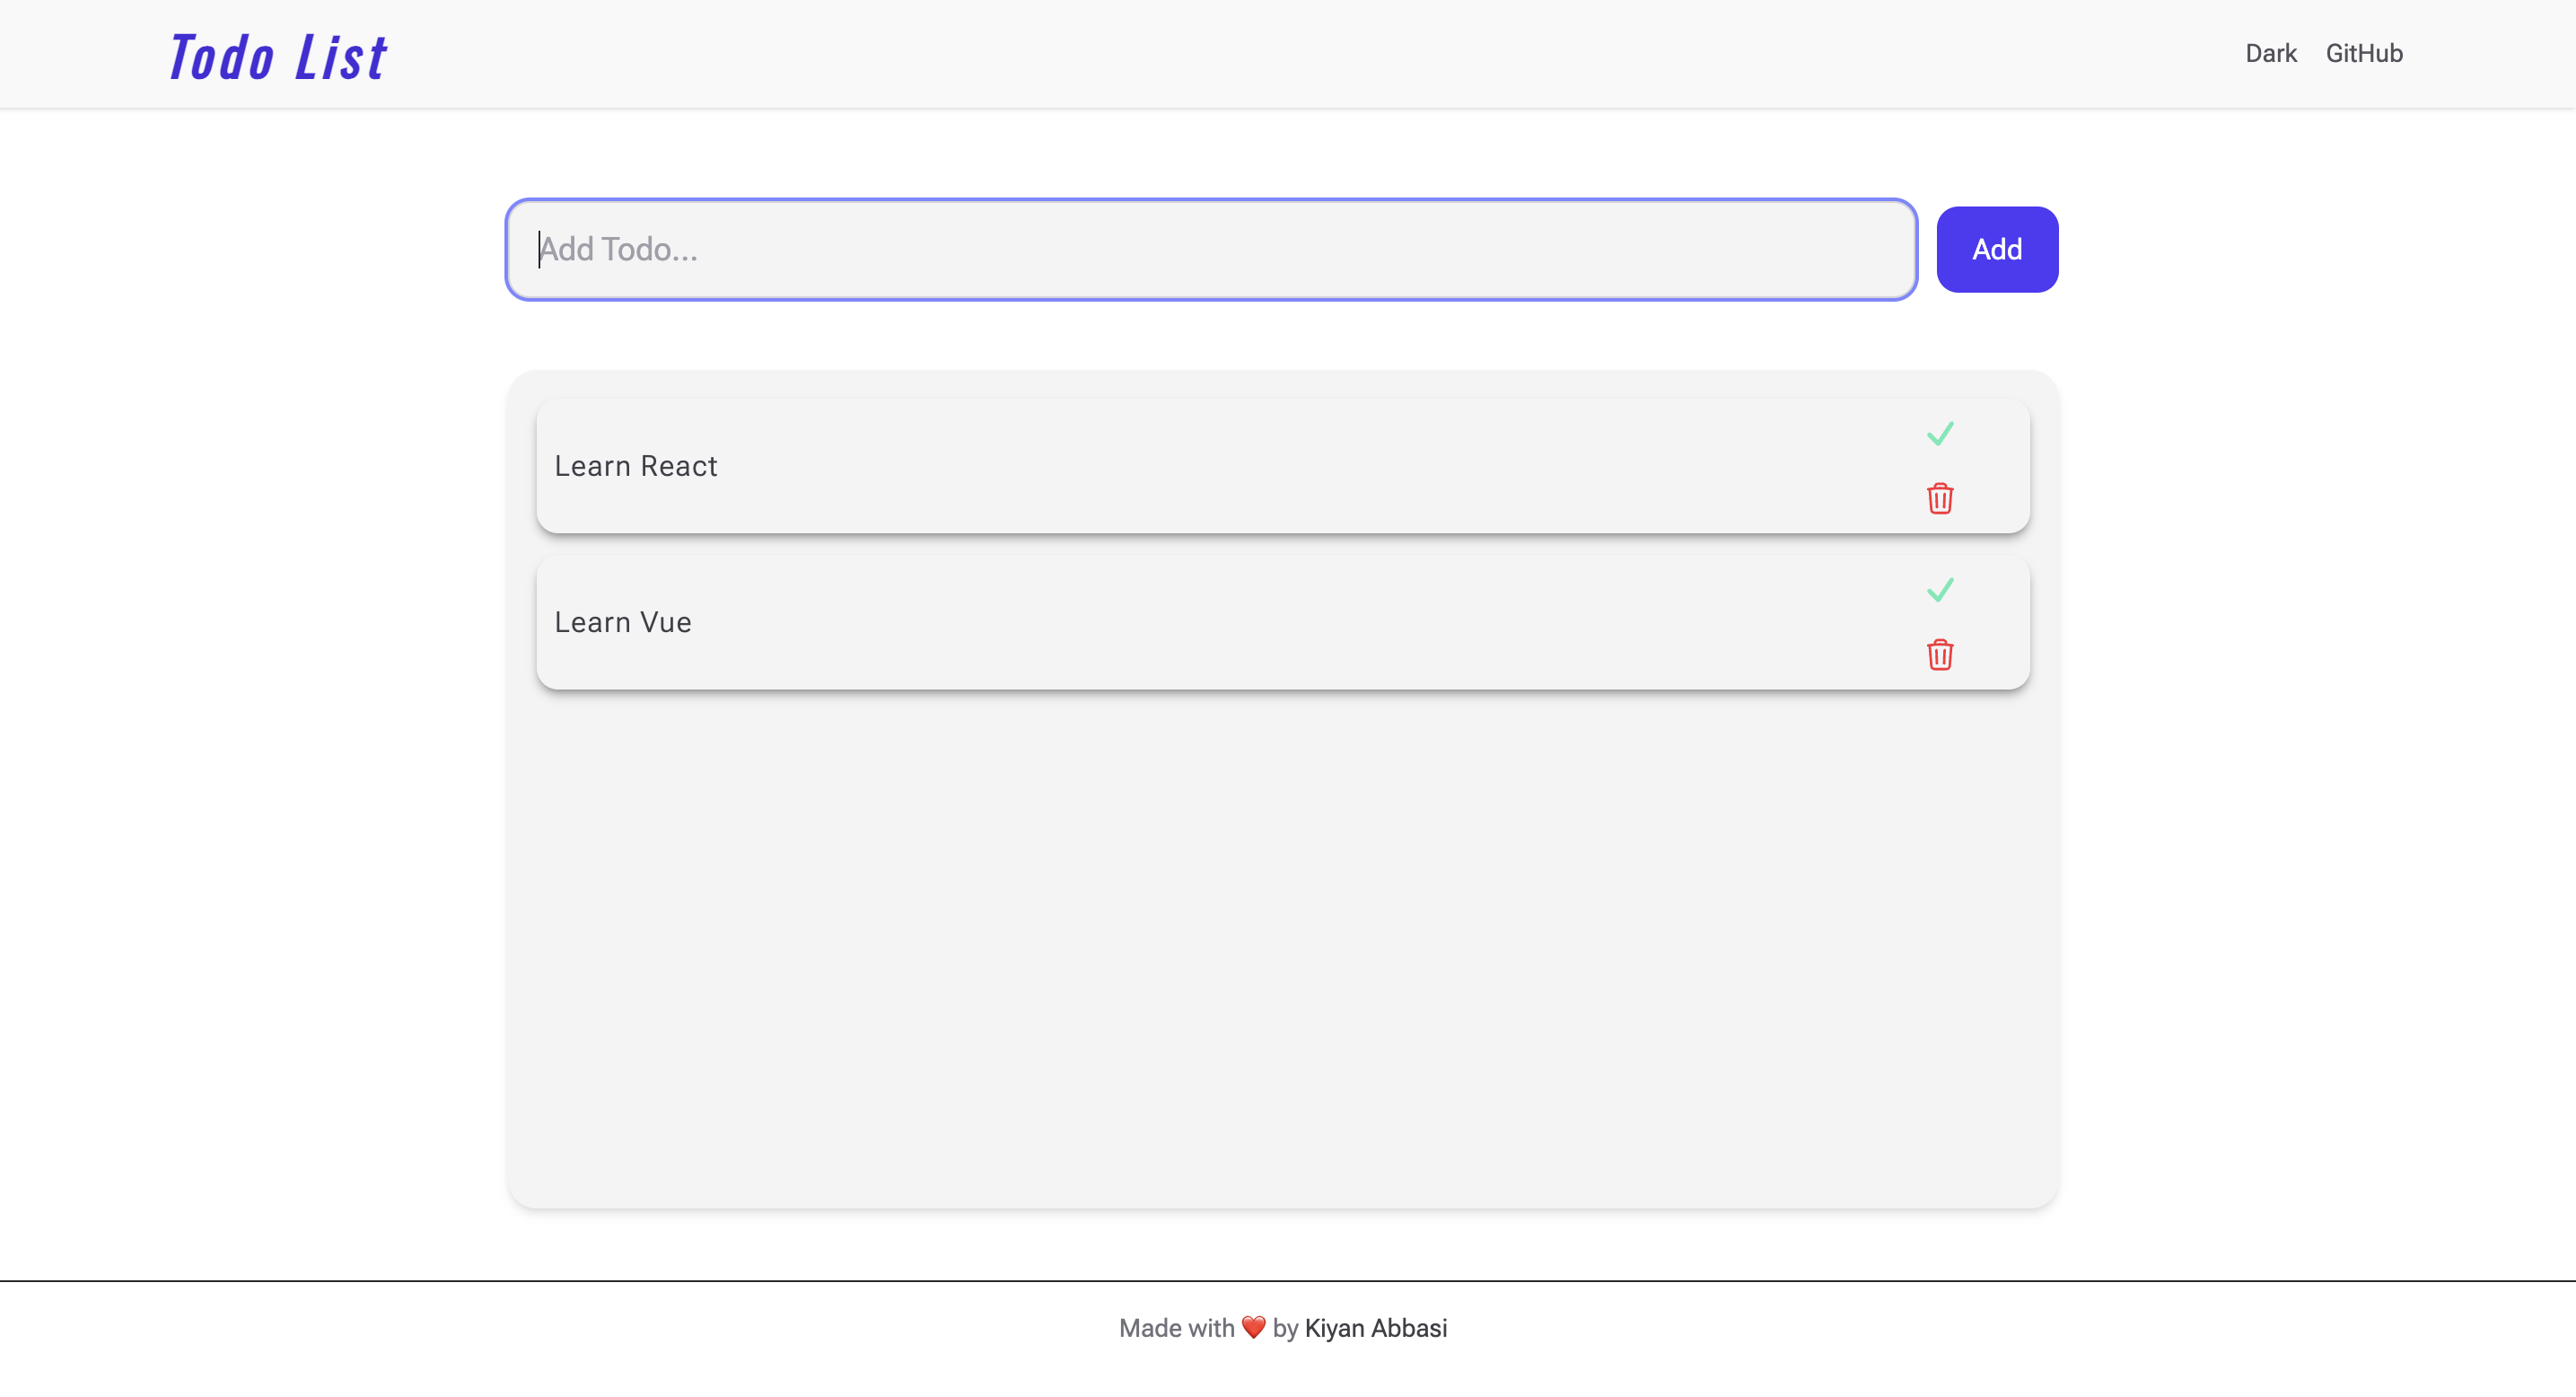 Todo List
Dark GitHub
Add Todo...
Add
Learn React
Learn Vue
Made with ❤️ by Kiyan Abbasi